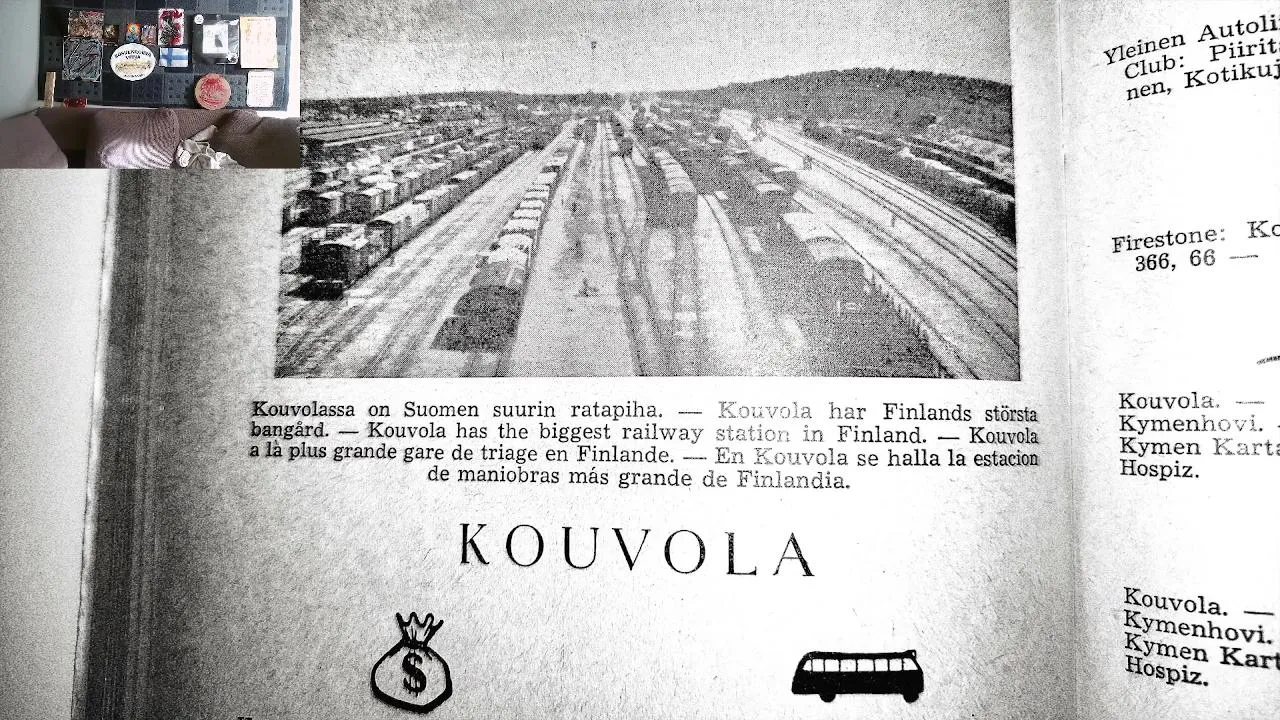 Kouvolassa on Suomen suurin ratapiha. — Kouvola har Finlands största
bangård. — Kouvola has the biggest railway station in Finland. — Kouvola
a là plus grande gare de triage en Finlande. — En Kouvola se halla la estacion
de maniobras más grande de Finlandia.
KOUVOLA
$
Yleinen Autoli
Club: Piirita
nen, Kotikuj
Firestone: Ko
366, 66 —
Kouvola. —
Kymenhovi.
Kymen Karta
Hospiz.
Kouvola. —
Kymenhovi.
Kymen Kart
Hospiz.